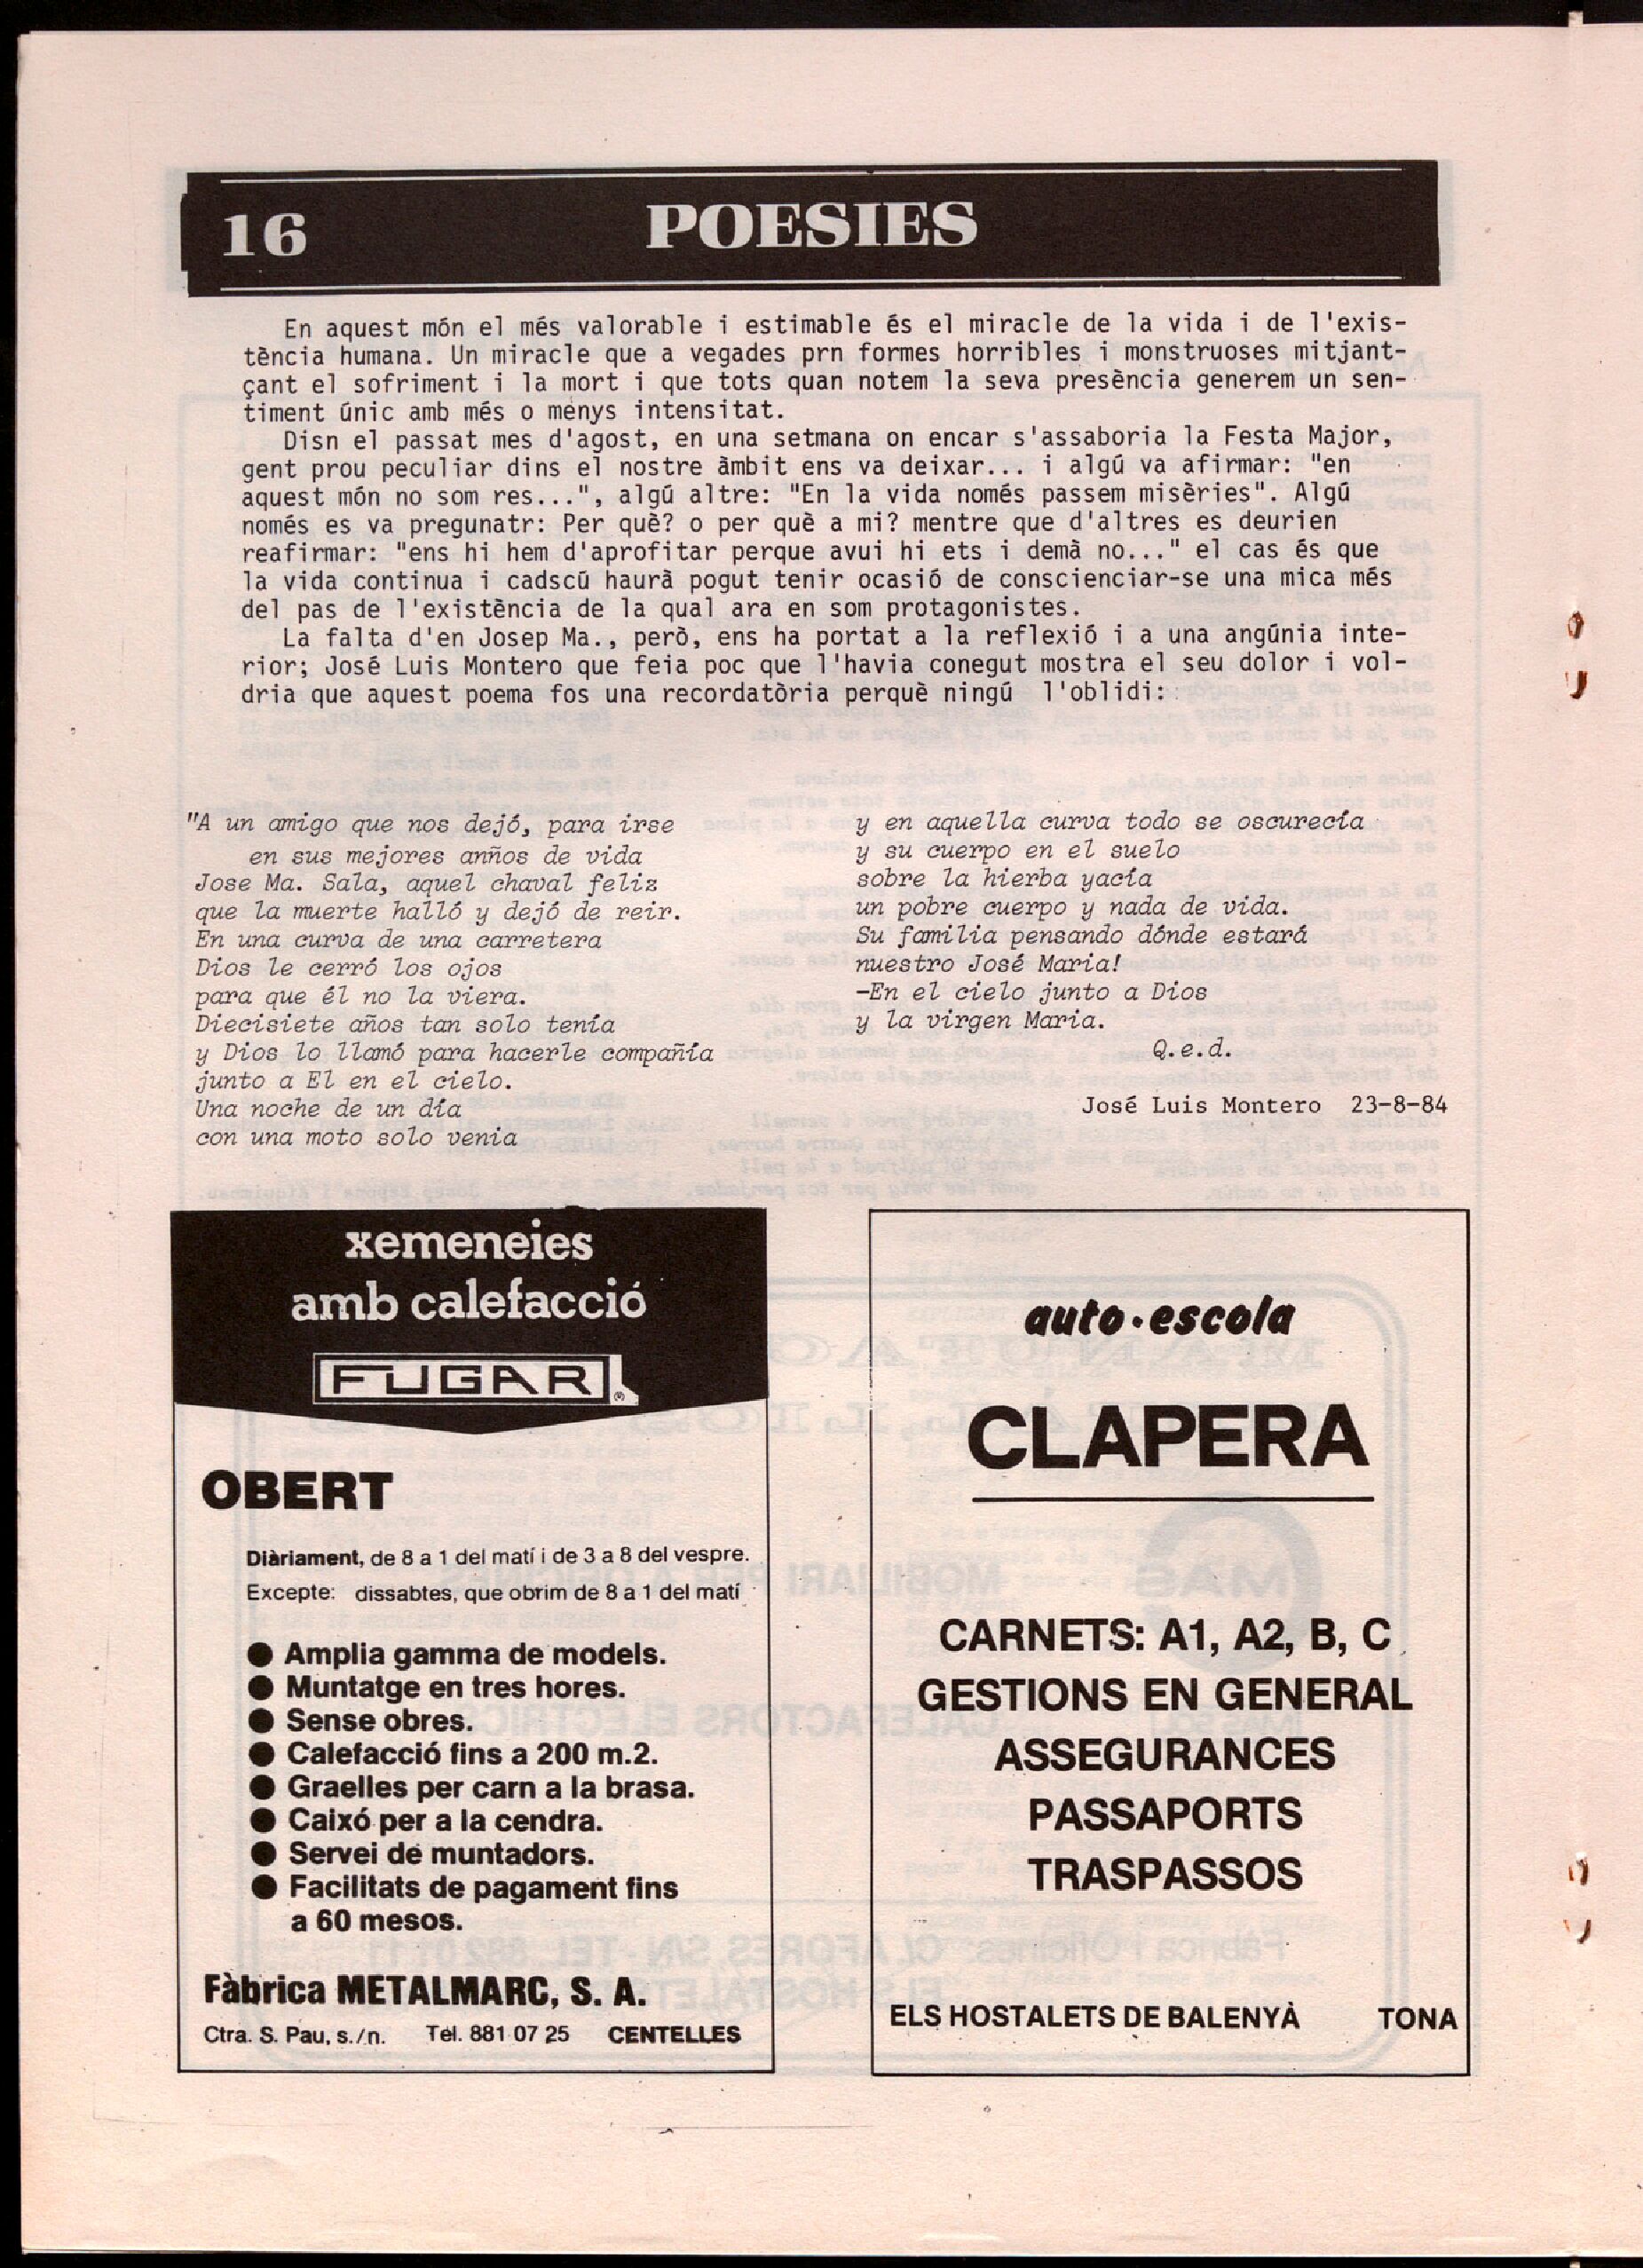 16 POESIES
En aquest món el més valorable i estimable és el miracle de la vida i de l'exis-
tència humana. Un miracle que a vegades prn formes horribles i monstruoses mitjant-
çant el sofriment i la mort i que tots quan notem la seva presència generem un sen-
timent únic amb més o menys intensitat.
Disn el passat mes d'agost, en una setmana on encar s'assaboria la Festa Major,
gent prou peculiar dins el nostre àmbit ens va deixar... i algú va afirmar: "en
aquest món no som res...", algú altre: "En la vida només passem misèries". Algú
només es va pregunatr: Per què? o per què a mi? mentre que d'altres es deurien
reafirmar: "ens hi hem d'aprofitar perque avui hi ets i demà no..." el cas és que
la vida continua i cadscú haurà pogut tenir ocasió de conscienciar-se una mica més
del pas de l'existència de la qual ara en som protagonistes.
La falta d'en Josep Ma., però, ens ha portat a la reflexió i a una angúnia inte-
rior; José Luis Montero que feia poc que l'havia conegut mostra el seu dolor i vol-
dria que aquest poema fos una recordatòria perquè ningú l'oblidi:
"A un amigo que nos dejó, para irse
en sus mejores anños de vida
Jose Ma. Sala, aquel chaval feliz
que la muerte halló y dejó de reir.
En una curva de una carretera
Dios le cerró los ojos
para que él no la viera.
Diecisiete años tan solo tenía
y Dios lo llamó para hacerle compañía
junto a El en el cielo.
Una noche de un día
con una moto solo venia
y en aquella curva todo se oscurecía
y su cuerpo en el suelo
sobre la hierba yacía
un pobre cuerpo y nada de vida.
Su familia pensando dónde estará
nuestro José Maria!
-En el cielo junto a Dios
y la virgen Maria.
Q.e.d.
José Luis Montero 23-8-84
xemeneies
amb calefacció
FUGAR ®
OBERT
Diàriament, de 8 a 1 del matí i de 3 a 8 del vespre.
Excepte: dissabtes, que obrim de 8 a 1 del matí
● Amplia gamma de models.
● Muntatge en tres hores.
● Sense obres.
● Calefacció fins a 200 m.2.
● Graelles per carn a la brasa.
● Caixó per a la cendra.
● Servei de muntadors.
● Facilitats de pagament fins
a 60 mesos.
Fàbrica METALMARC, S. A.
Ctra. S. Pau, s./n. Tél. 881 07 25 CENTELLES
auto·escola
CLAPERA
CARNETS: A1, A2, B, C
GESTIONS EN GENERAL
ASSEGURANCES
PASSAPORTS
TRASPASSOS
ELS HOSTALETS DE BALENYÀ TONA